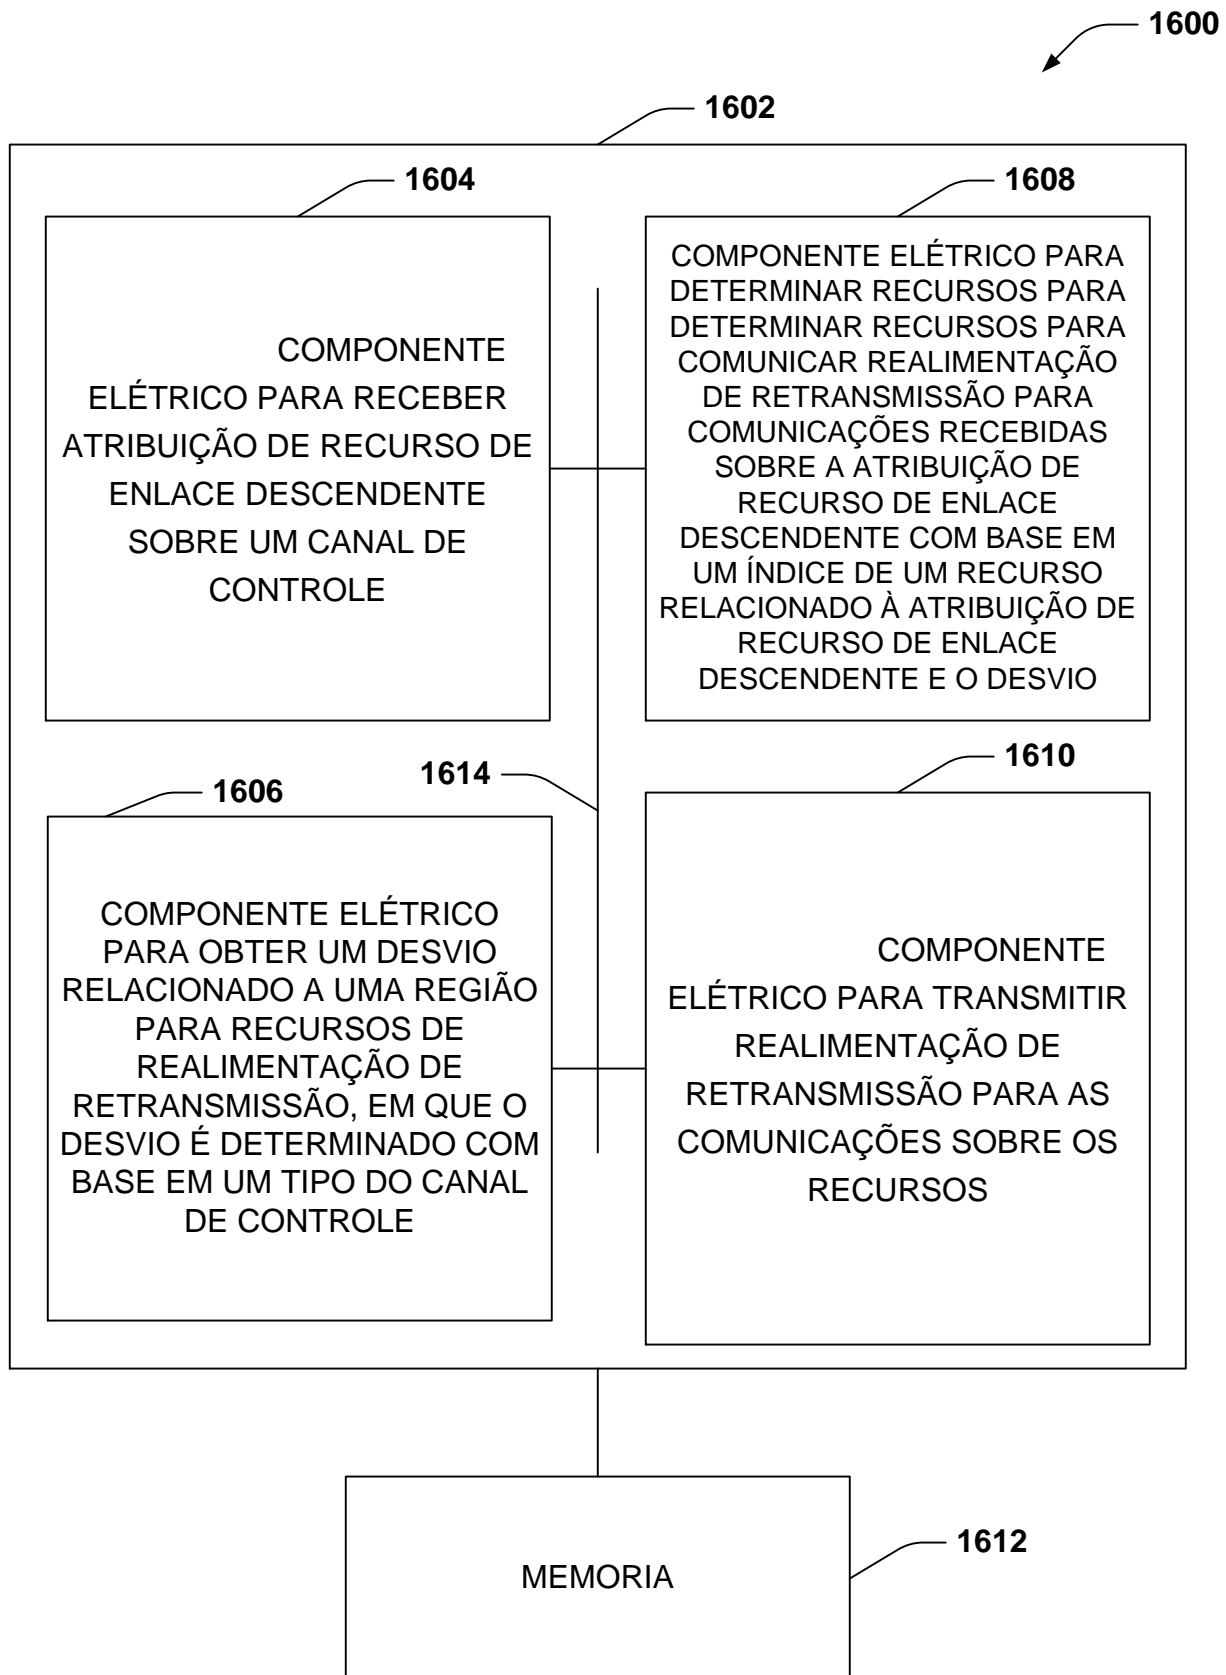 1600
1602
1604
COMPONENTE
ELÉTRICO PARA RECEBER
ATRIBUIÇÃO DE RECURSO DE
ENLACE DESCENDENTE
SOBRE UM CANAL DE
CONTROLE
1608
COMPONENTE ELÉTRICO PARA
DETERMINAR RECURSOS PARA
DETERMINAR RECURSOS PARA
COMUNICAR REALIMENTAÇÃO
DE RETRANSMISSÃO PARA
COMUNICAÇÕES RECEBIDAS
SOBRE A ATRIBUIÇÃO DE
RECURSO DE ENLACE
DESCENDENTE COM BASE EM
UM ÍNDICE DE UM RECURSO
RELACIONADO À ATRIBUIÇÃO DE
RECURSO DE ENLACE
DESCENDENTE E O DESVIO
1606
COMPONENTE ELÉTRICO
PARA OBTER UM DESVIO
RELACIONADO A UMA REGIÃO
PARA RECURSOS DE
REALIMENTAÇÃO DE
RETRANSMISSÃO, EM QUE O
DESVIO É DETERMINADO COM
BASE EM UM TIPO DO CANAL
DE CONTROLE
1614
1610
COMPONENTE
ELÉTRICO PARA TRANSMITIR
REALIMENTAÇÃO DE
RETRANSMISSÃO PARA AS
COMUNICAÇÕES SOBRE OS
RECURSOS
MEMORIA
1612